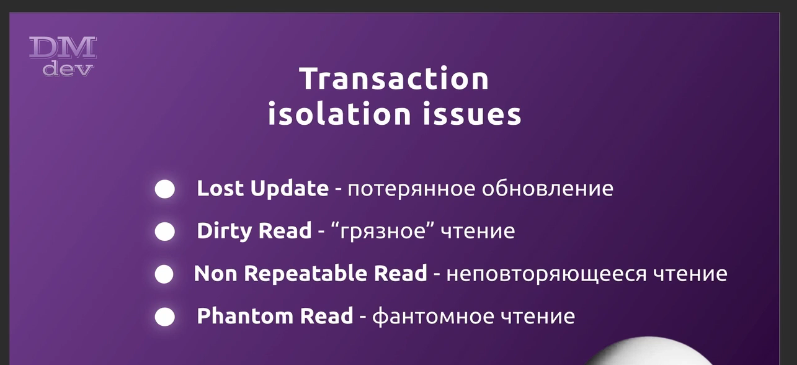 DM
dev
Transaction
isolation issues
Lost Update - потерянное обновление
Dirty Read - “грязное” чтение
Non Repeatable Read - неповторяющееся чтение
Phantom Read - фантомное чтение